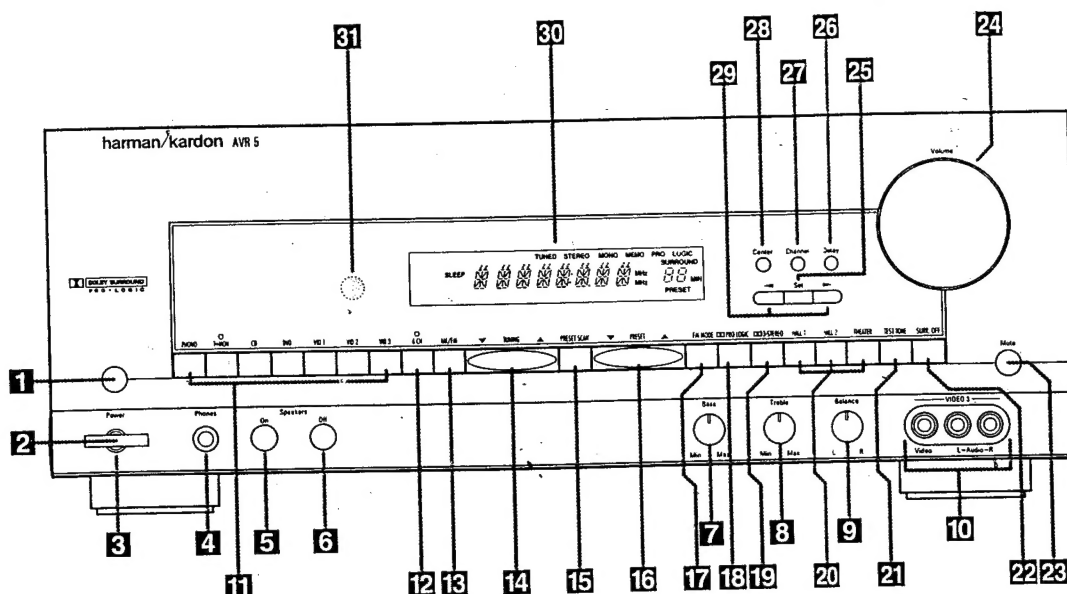 31 30 28 26 24
29 27 25
harman/kardon AVR 5
Volume
TUNED STEREO MONO MEMO PRO LOGIC
SURROUND
SLEEP MHz MIN
MHz
PRESET
Center Channel Delay
Set
DOLBY SURROUND
PRO·LOGIC
PHONO CD DVD VID 1 VID 2 VID 3 6 CH AM/FM TUNING PRESET SCAN PRESET FM MODE PRO LOGIC 3-STEREO HALL 1 HALL 2 THEATER TEST TONE SURR. OFF
Mute
1
Power Phones Speakers Bass Treble Balance VIDEO 3
On Off
2
Min Max Min Max L R Video L-Audio-R
3 4 5 6 7 8 9 10
11 12 13 14 15 16 17 18 19 20 21 22 23